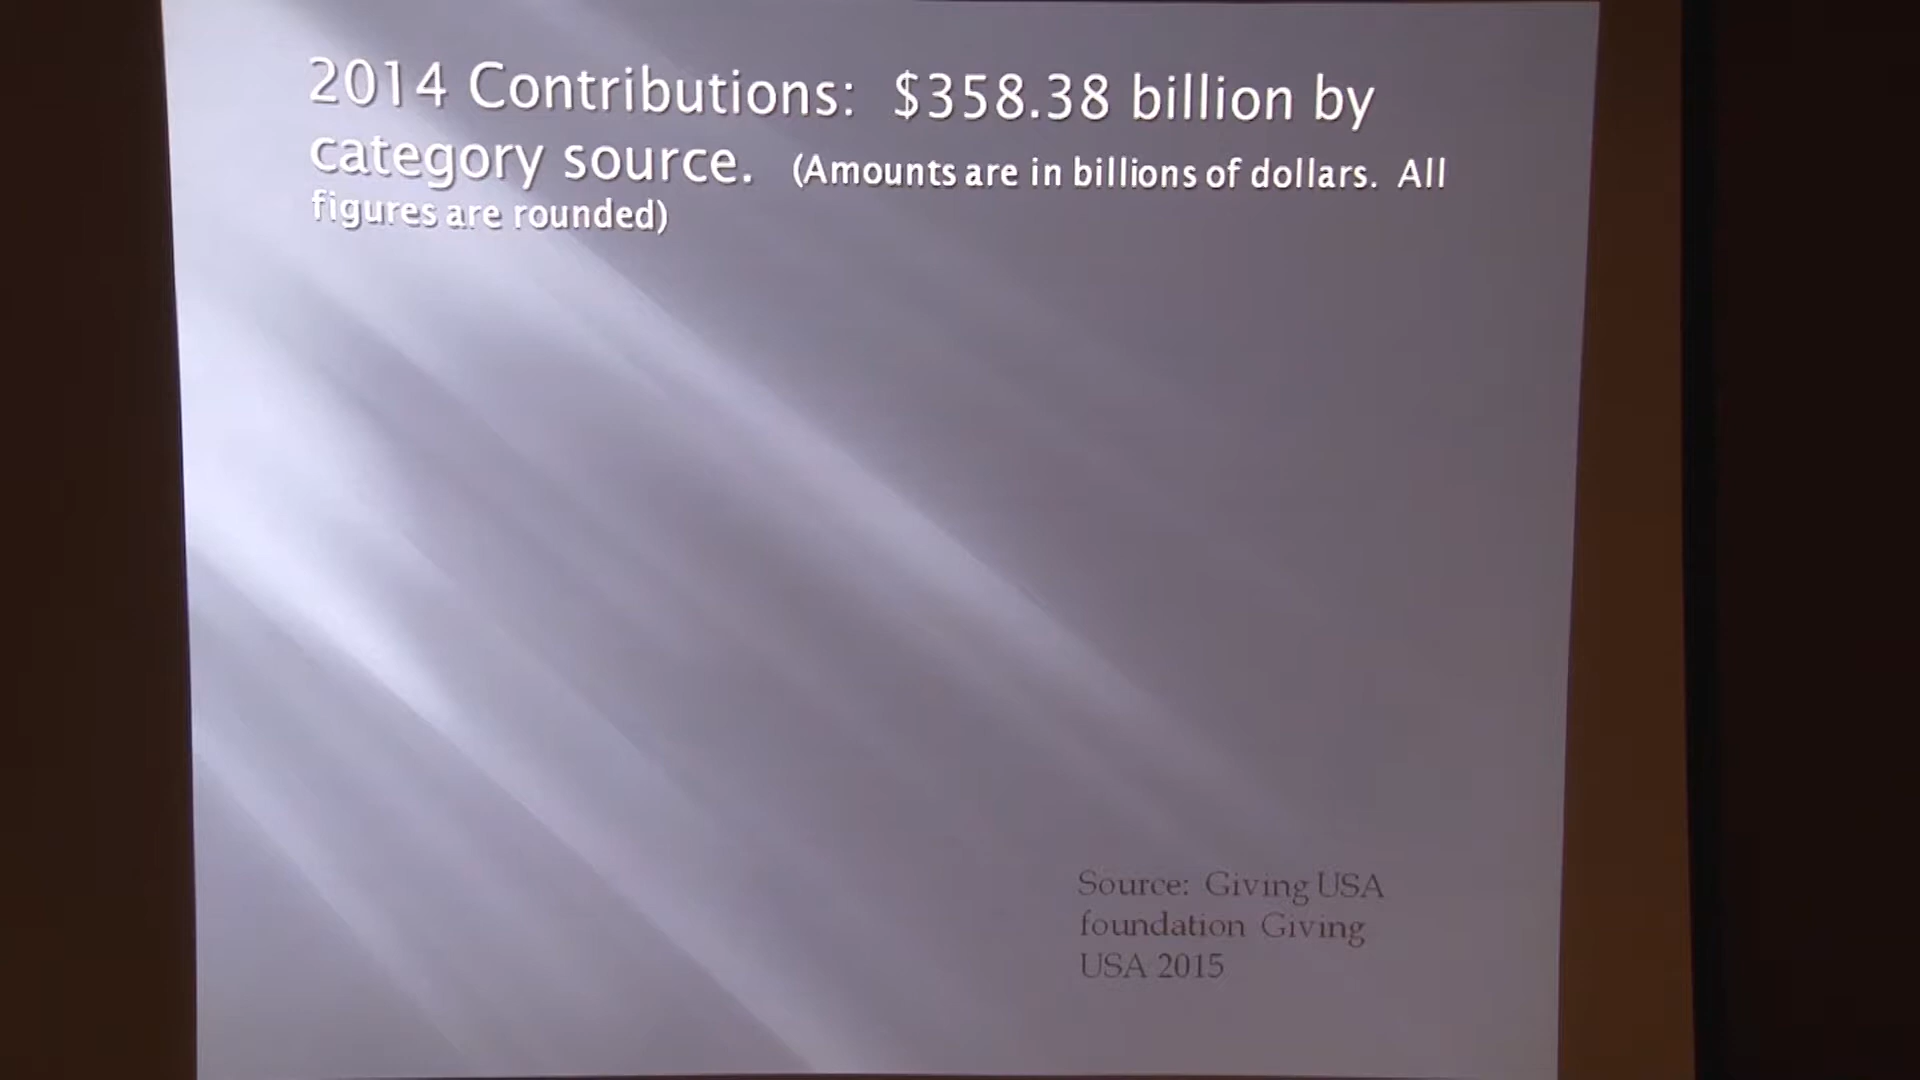 2014 Contributions: $358.38 billion by
category source. (Amounts are in billions of dollars. All
figures are rounded)
Source: Giving USA
foundation Giving
USA 2015